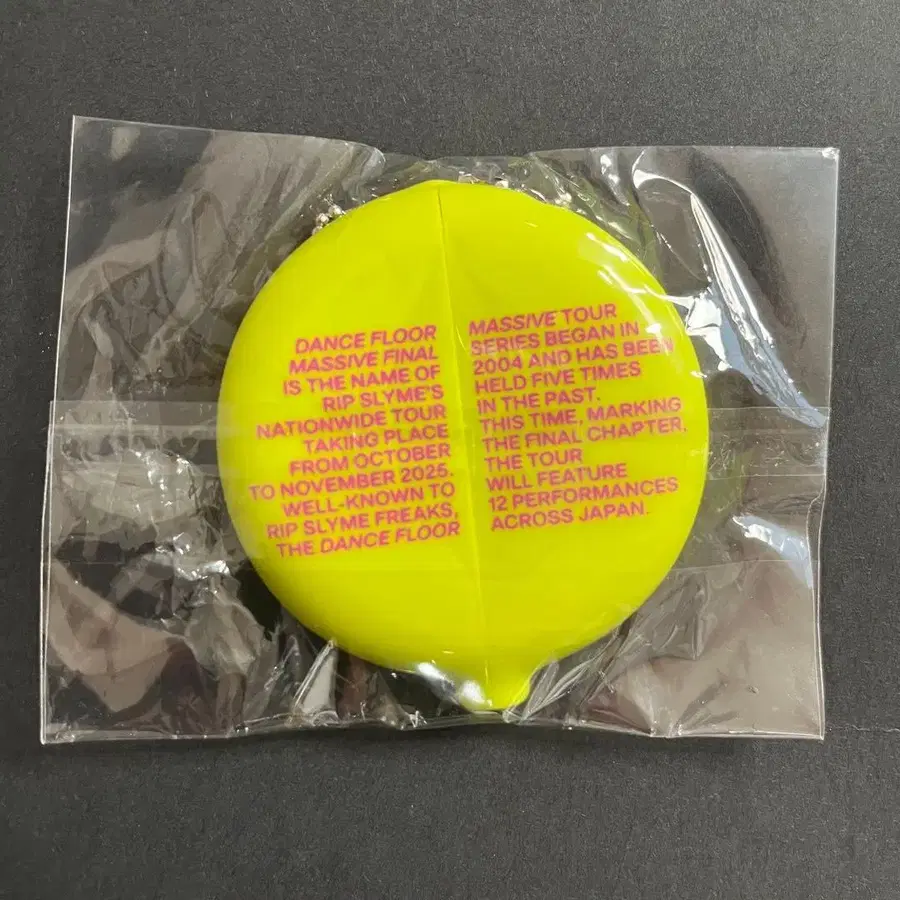 DANCE FLOOR
MASSIVE FINAL
IS THE NAME OF
RIP SLYME'S
NATIONWIDE TOUR
TAKING PLACE
FROM OCTOBER
TO NOVEMBER 2025.
WELL-KNOWN TO
RIP SLYME FREAKS,
THE DANCE FLOOR
MASSIVE TOUR
SERIES BEGAN IN
2004 AND HAS BEEN
HELD FIVE TIMES
IN THE PAST.
THIS TIME, MARKING
THE FINAL CHAPTER,
THE TOUR
WILL FEATURE
12 PERFORMANCES
ACROSS JAPAN.